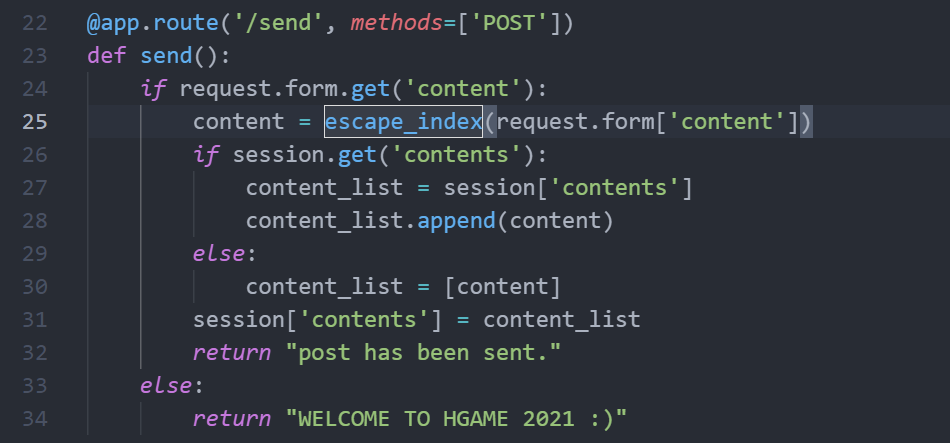 22 @app.route('/send', methods=['POST'])
23 def send():
24     if request.form.get('content'):
25         content = escape_index(request.form['content'])
26         if session.get('contents'):
27             content_list = session['contents']
28             content_list.append(content)
29         else:
30             content_list = [content]
31         session['contents'] = content_list
32         return "post has been sent."
33     else:
34         return "WELCOME TO HGAME 2021 :)"